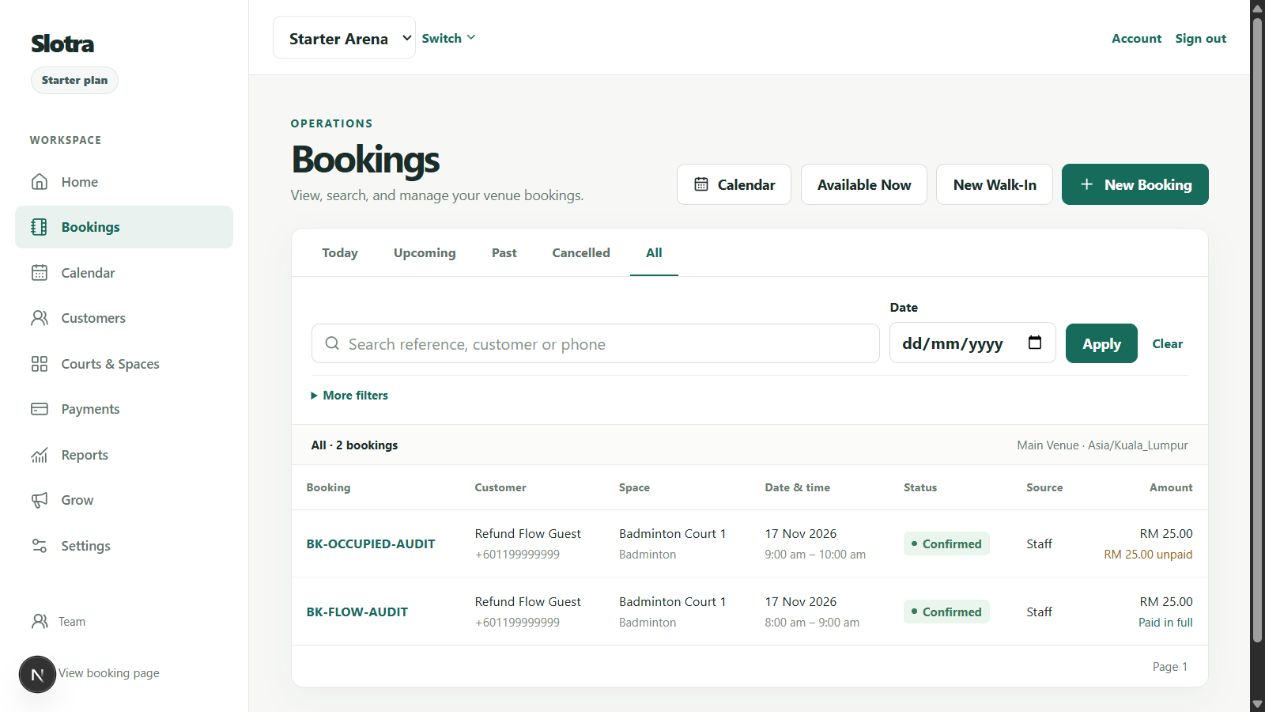 Slotra
Starter plan
WORKSPACE
Home
Bookings
Calendar
Customers
Courts & Spaces
Payments
Reports
Grow
Settings
Team
N
View booking page
Starter Arena
Switch
Account
Sign out
OPERATIONS
Bookings
View, search, and manage your venue bookings.
Calendar
Available Now
New Walk-In
+ New Booking
Today
Upcoming
Past
Cancelled
All
Date
Search reference, customer or phone
dd/mm/yyyy
Apply
Clear
More filters
All · 2 bookings
Main Venue · Asia/Kuala_Lumpur
Booking Customer Space Date & time Status Source Amount
BK-OCCUPIED-AUDIT Refund Flow Guest Badminton Court 1 17 Nov 2026 Confirmed Staff RM 25.00
+601199999999 Badminton 9:00 am – 10:00 am RM 25.00 unpaid
BK-FLOW-AUDIT Refund Flow Guest Badminton Court 1 17 Nov 2026 Confirmed Staff RM 25.00
+601199999999 Badminton 8:00 am – 9:00 am Paid in full
Page 1